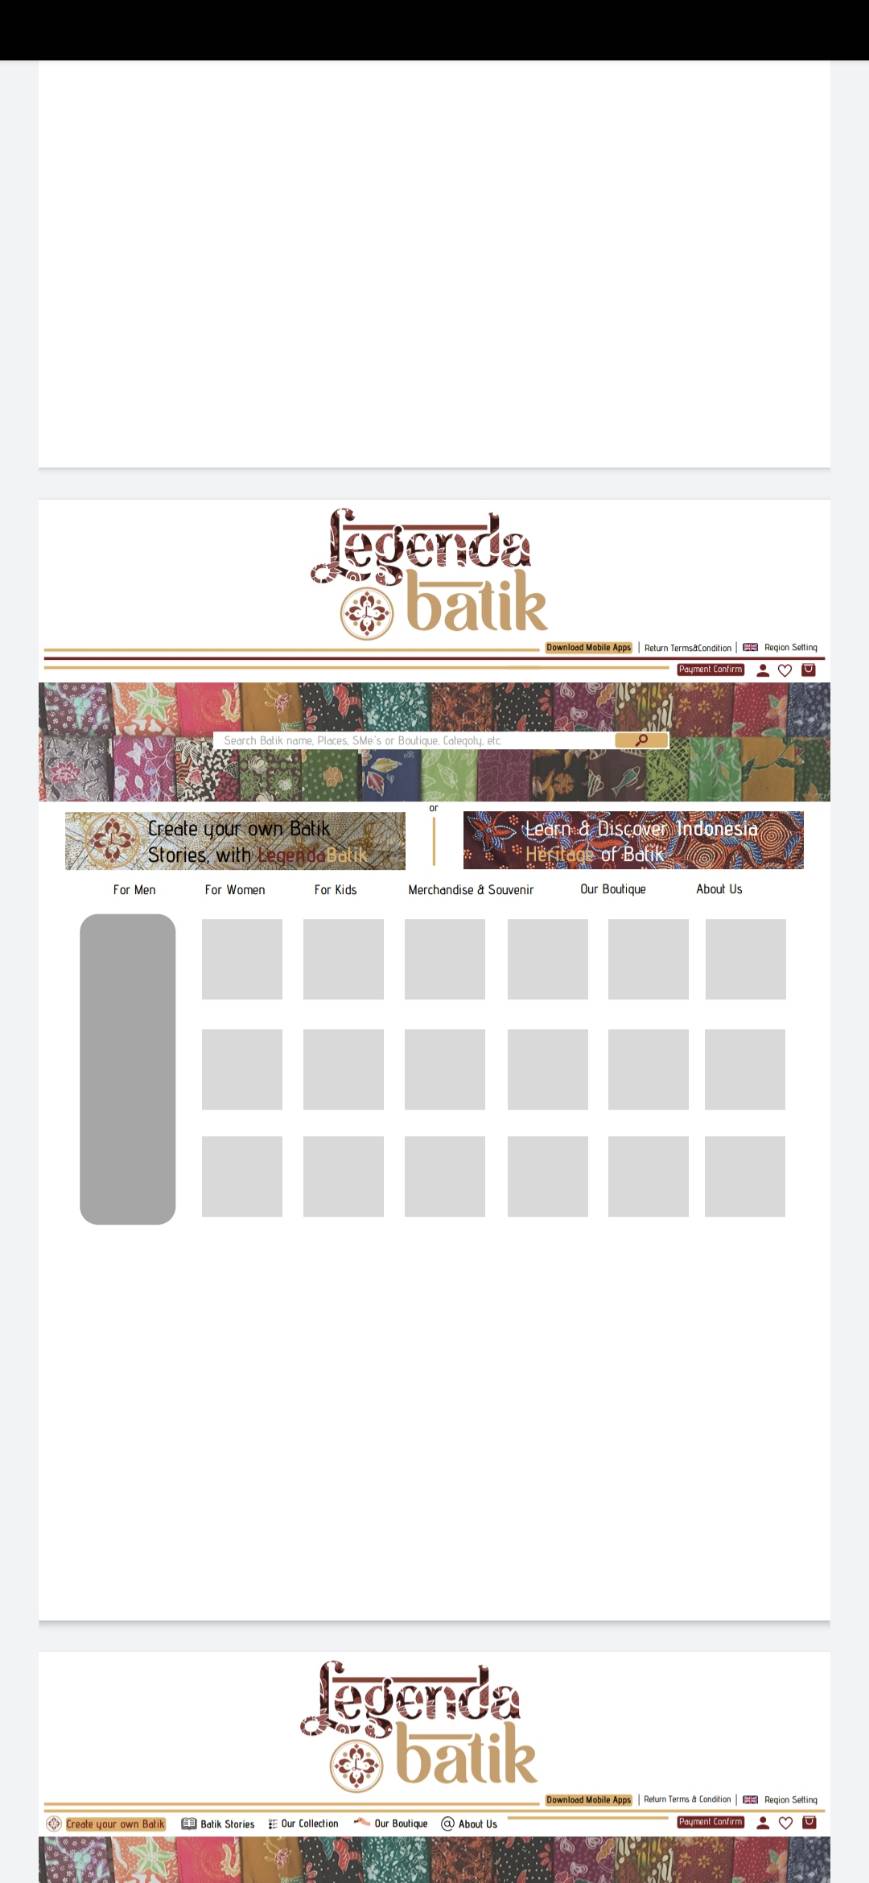 Legenda
batik
Download Mobile Apps | Return Terms&Condition | Region Setting
Payment Confirm
Search Batik name, Places, SMe's or Boutique, Categoty, etc.
or
Create your own Batik
Stories, with LegendaBatik
Learn & Discover Indonesia
Heritage of Batik
For Men For Women For Kids Merchandise & Souvenir Our Boutique About Us
Legenda
batik
Download Mobile Apps | Return Terms & Condition | Region Setting
Create your own Batik Batik Stories Our Collection Our Boutique About Us Payment Confirm